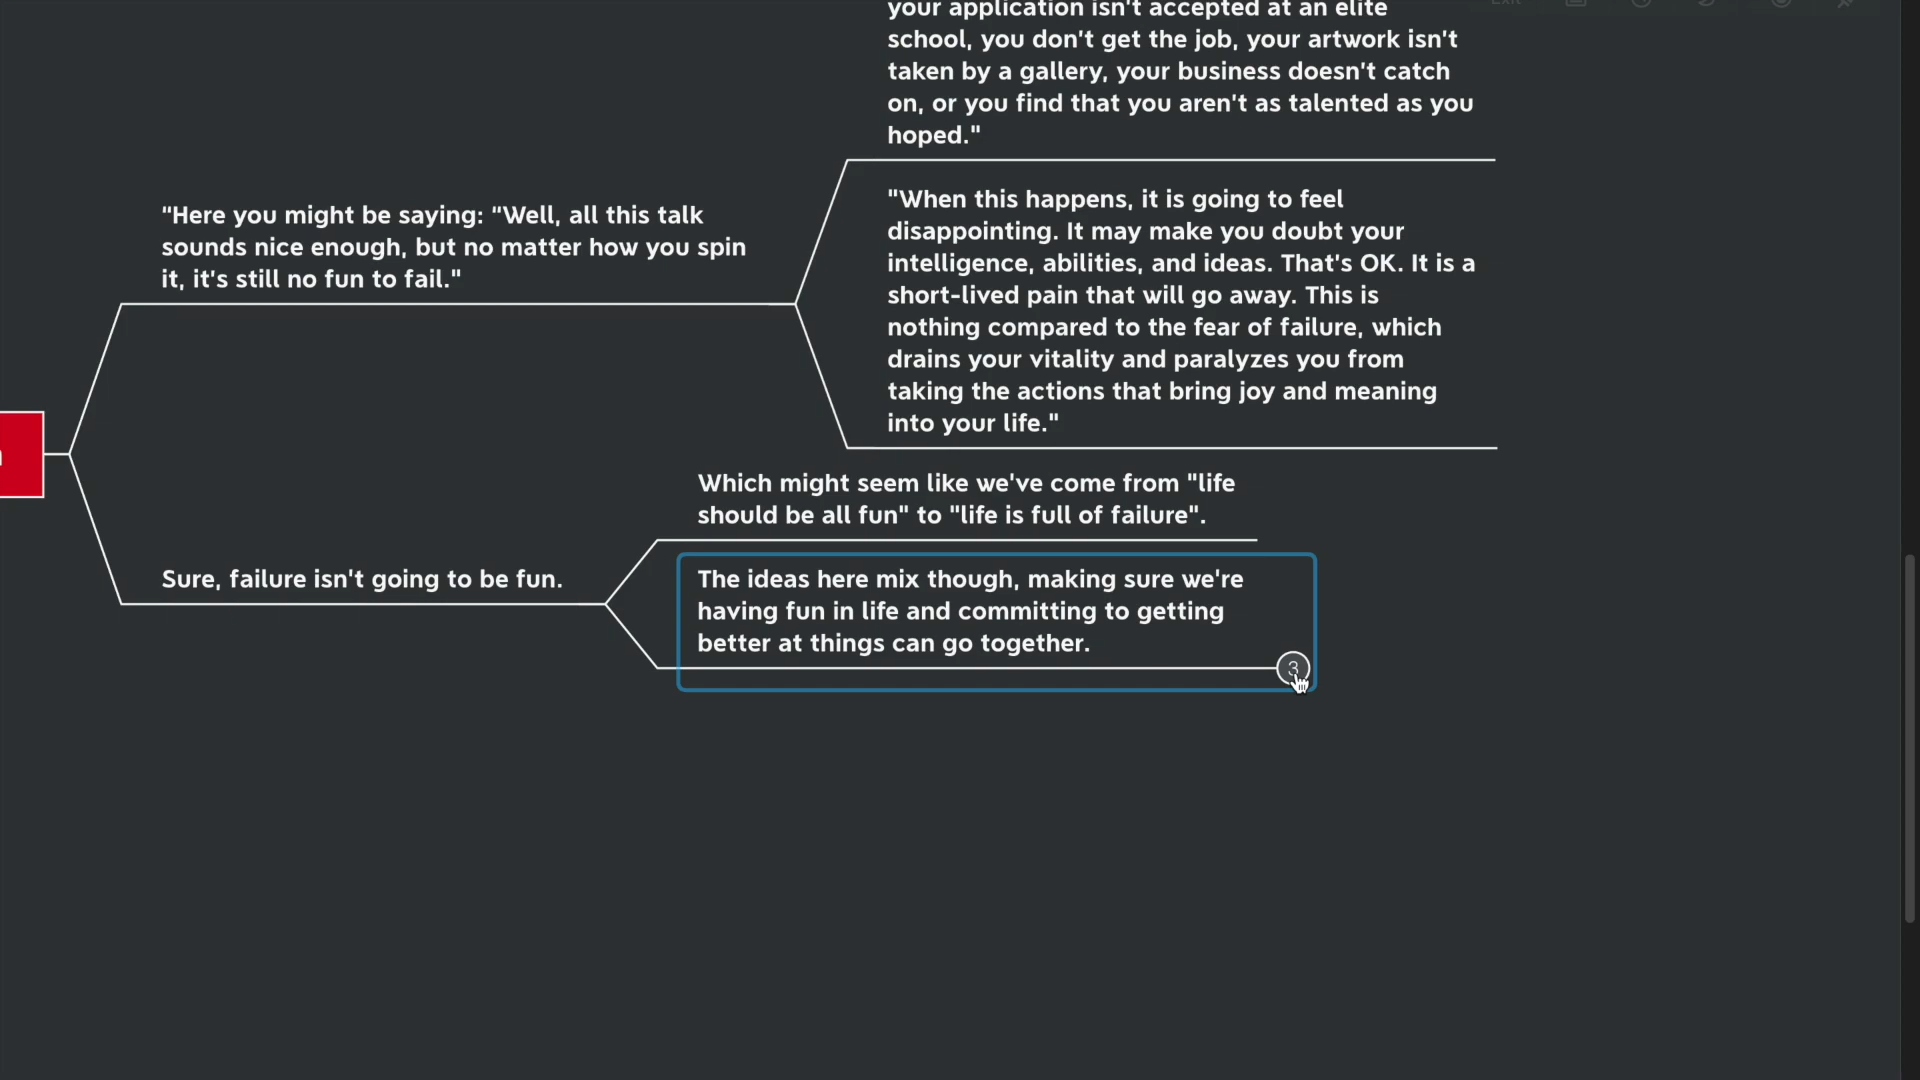 your application isn't accepted at an elite
school, you don't get the job, your artwork isn't
taken by a gallery, your business doesn't catch
on, or you find that you aren't as talented as you
hoped."
"Here you might be saying: “Well, all this talk
sounds nice enough, but no matter how you spin
it, it's still no fun to fail."
"When this happens, it is going to feel
disappointing. It may make you doubt your
intelligence, abilities, and ideas. That's OK. It is a
short-lived pain that will go away. This is
nothing compared to the fear of failure, which
drains your vitality and paralyzes you from
taking the actions that bring joy and meaning
into your life."
Which might seem like we've come from "life
should be all fun" to "life is full of failure".
Sure, failure isn't going to be fun.
The ideas here mix though, making sure we're
having fun in life and committing to getting
better at things can go together.
3